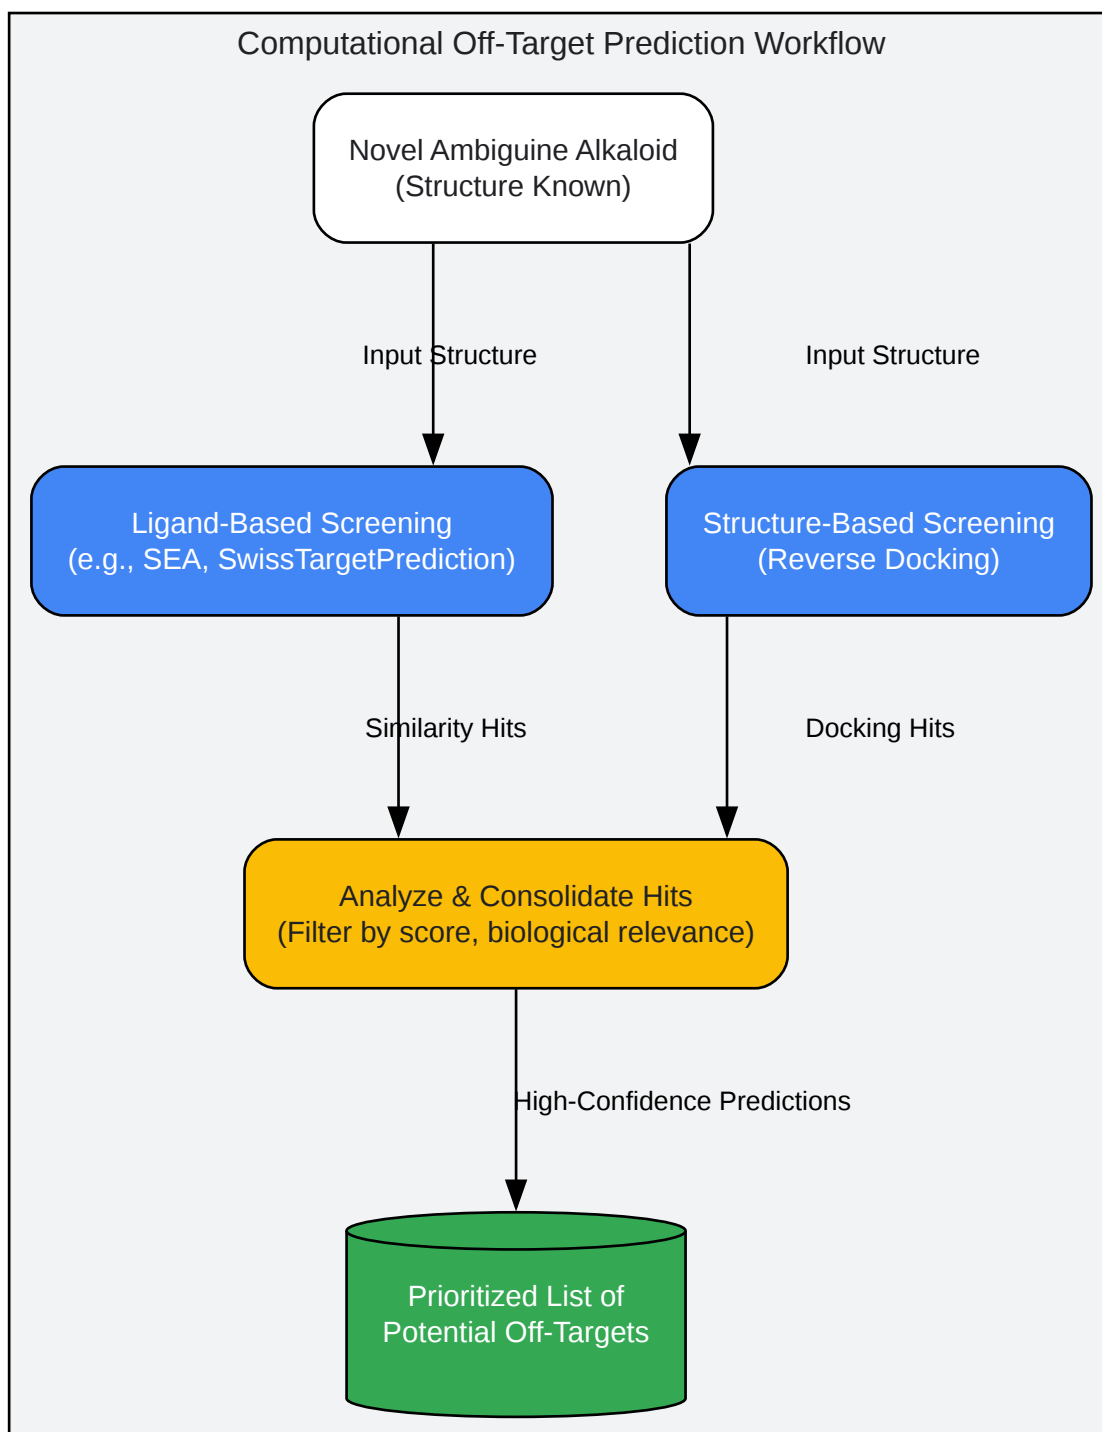 Computational Off-Target Prediction Workflow
Novel Ambiguine Alkaloid
(Structure Known)
Input Structure
Input Structure
Ligand-Based Screening
(e.g., SEA, SwissTargetPrediction)
Structure-Based Screening
(Reverse Docking)
Similarity Hits
Docking Hits
Analyze & Consolidate Hits
(Filter by score, biological relevance)
High-Confidence Predictions
Prioritized List of
Potential Off-Targets